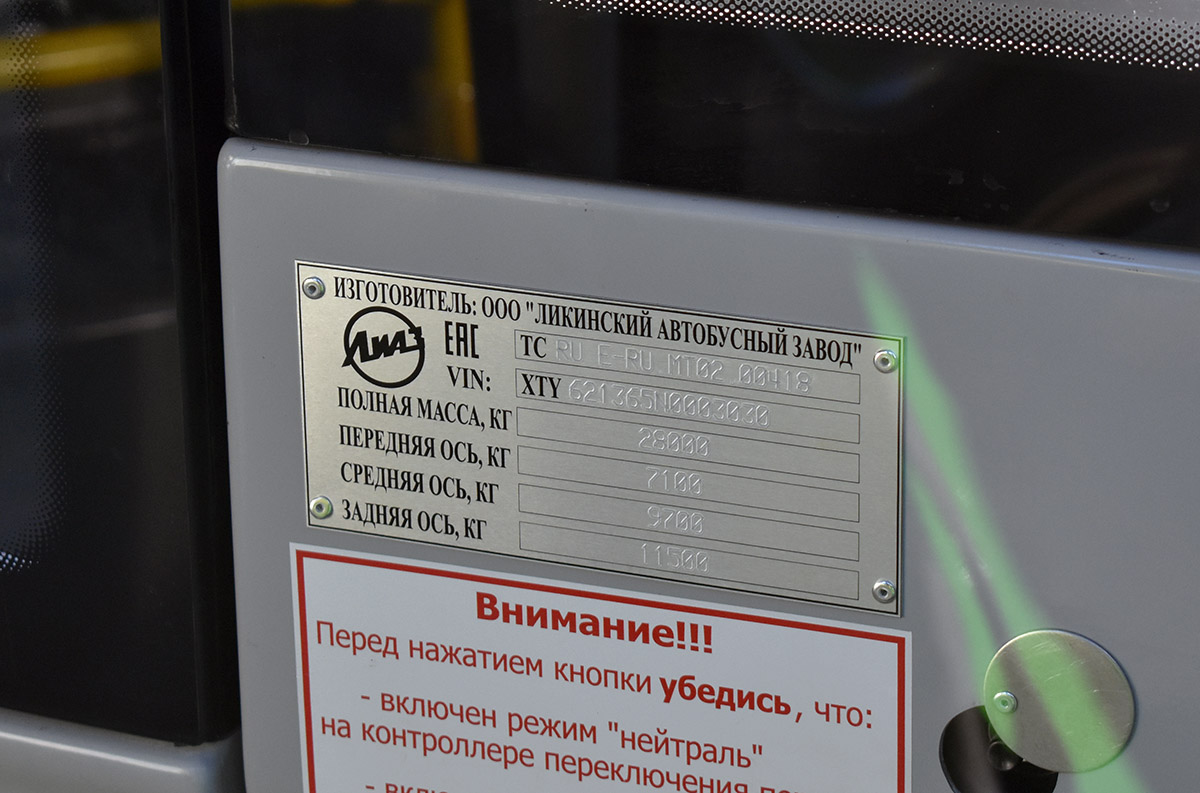 ИЗГОТОВИТЕЛЬ: ООО "ЛИКИНСКИЙ АВТОБУСНЫЙ ЗАВОД"
ЛиАЗ EAC ТС RU E-RU.MT02.00418
VIN: XTY 621365N0003030
ПОЛНАЯ МАССА, КГ 28000
ПЕРЕДНЯЯ ОСЬ, КГ 7100
СРЕДНЯЯ ОСЬ, КГ 9700
ЗАДНЯЯ ОСЬ, КГ 11500
Внимание!!!
Перед нажатием кнопки убедись, что:
- включен режим "нейтраль"
на контроллере переключения